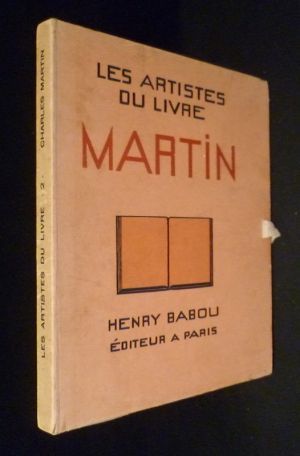 LES ARTISTES
DU LIVRE
MARTIN
HENRY BABOU
ÉDITEUR A PARIS
LES ARTISTES DU LIVRE - 2 - CHARLES MARTIN